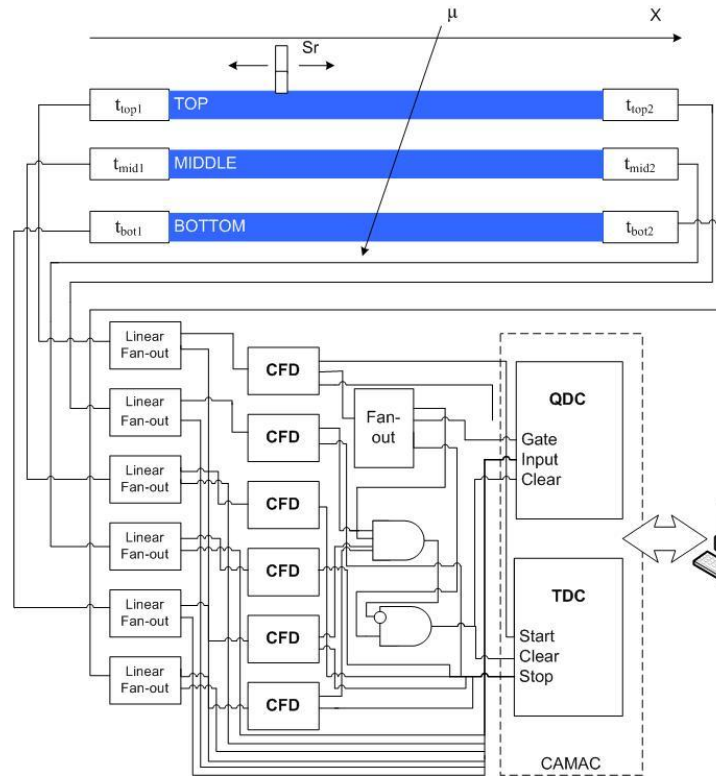 μ
X
Sr
t_top1
TOP
t_top2
t_mid1
MIDDLE
t_mid2
t_bot1
BOTTOM
t_bot2
Linear
Fan-out
Linear
Fan-out
Linear
Fan-out
Linear
Fan-out
Linear
Fan-out
Linear
Fan-out
CFD
CFD
CFD
CFD
CFD
CFD
Fan-
out
QDC
Gate
Input
Clear
TDC
Start
Clear
Stop
CAMAC